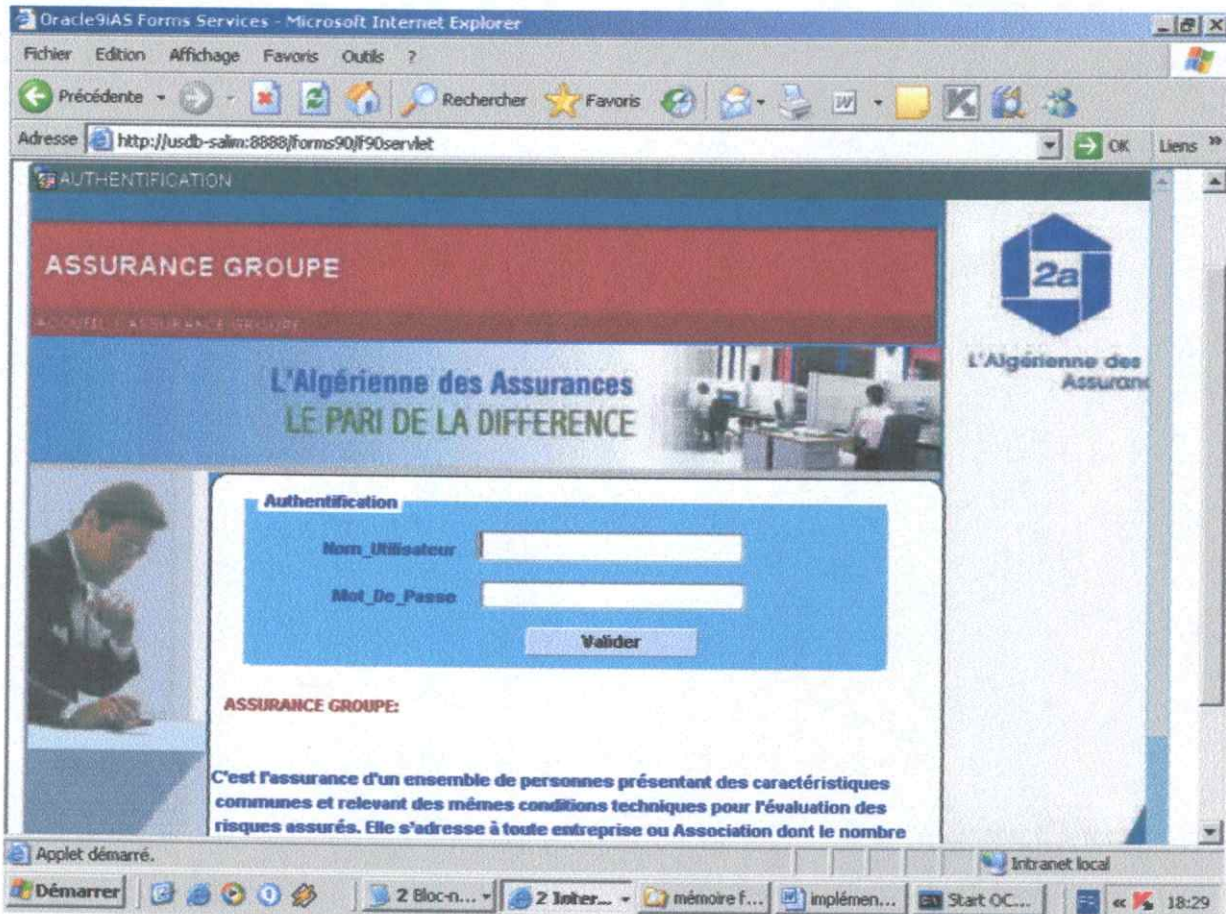 Oracle9iAS Forms Services - Microsoft Internet Explorer
Fichier Edition Affichage Favoris Outils ?
Précédente Rechercher Favoris
Adresse http://usdb-salim:8888/forms90/f90servlet OK Liens »
AUTHENTIFICATION
ASSURANCE GROUPE
ACCUEIL L'ASSURANCE GROUPE
2a
L'Algérienne des
Assuranc
L'Algérienne des Assurances
LE PARI DE LA DIFFERENCE
Authentification
Nom_Utilisateur
Mot_De_Passe
Valider
ASSURANCE GROUPE:
C'est l'assurance d'un ensemble de personnes présentant des caractéristiques
communes et relevant des mêmes conditions techniques pour l'évaluation des
risques assurés. Elle s'adresse à toute entreprise ou Association dont le nombre
Applet démarré. Intranet local
Démarrer 2 Bloc-n... 2 Inter... mémoire f... implémen... Start OC... « 18:29